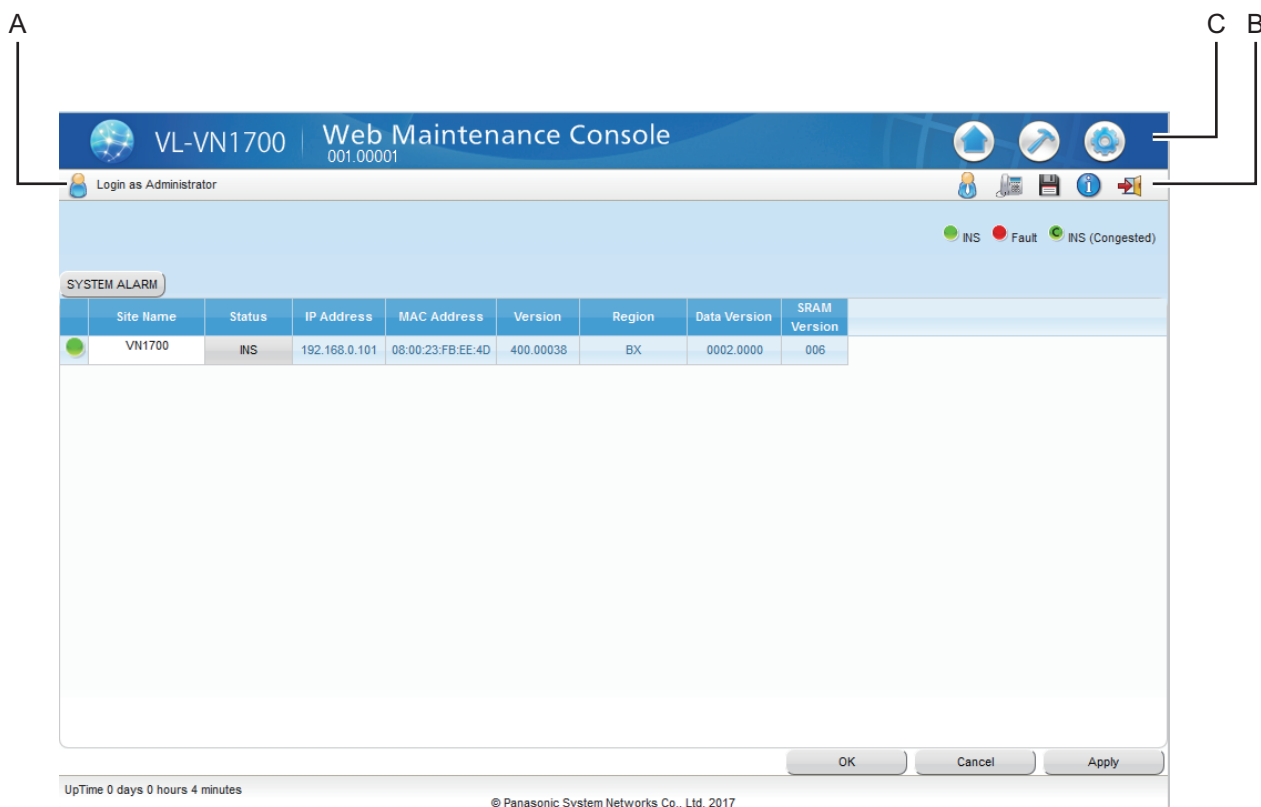 A
C B
VL-VN1700 Web Maintenance Console
001.00001
Login as Administrator
INS Fault C INS (Congested)
SYSTEM ALARM
Site Name Status IP Address MAC Address Version Region Data Version SRAM Version
VN1700 INS 192.168.0.101 08:00:23:FB:EE:4D 400.00038 BX 0002.0000 006
OK Cancel Apply
UpTime 0 days 0 hours 4 minutes
© Panasonic System Networks Co., Ltd. 2017